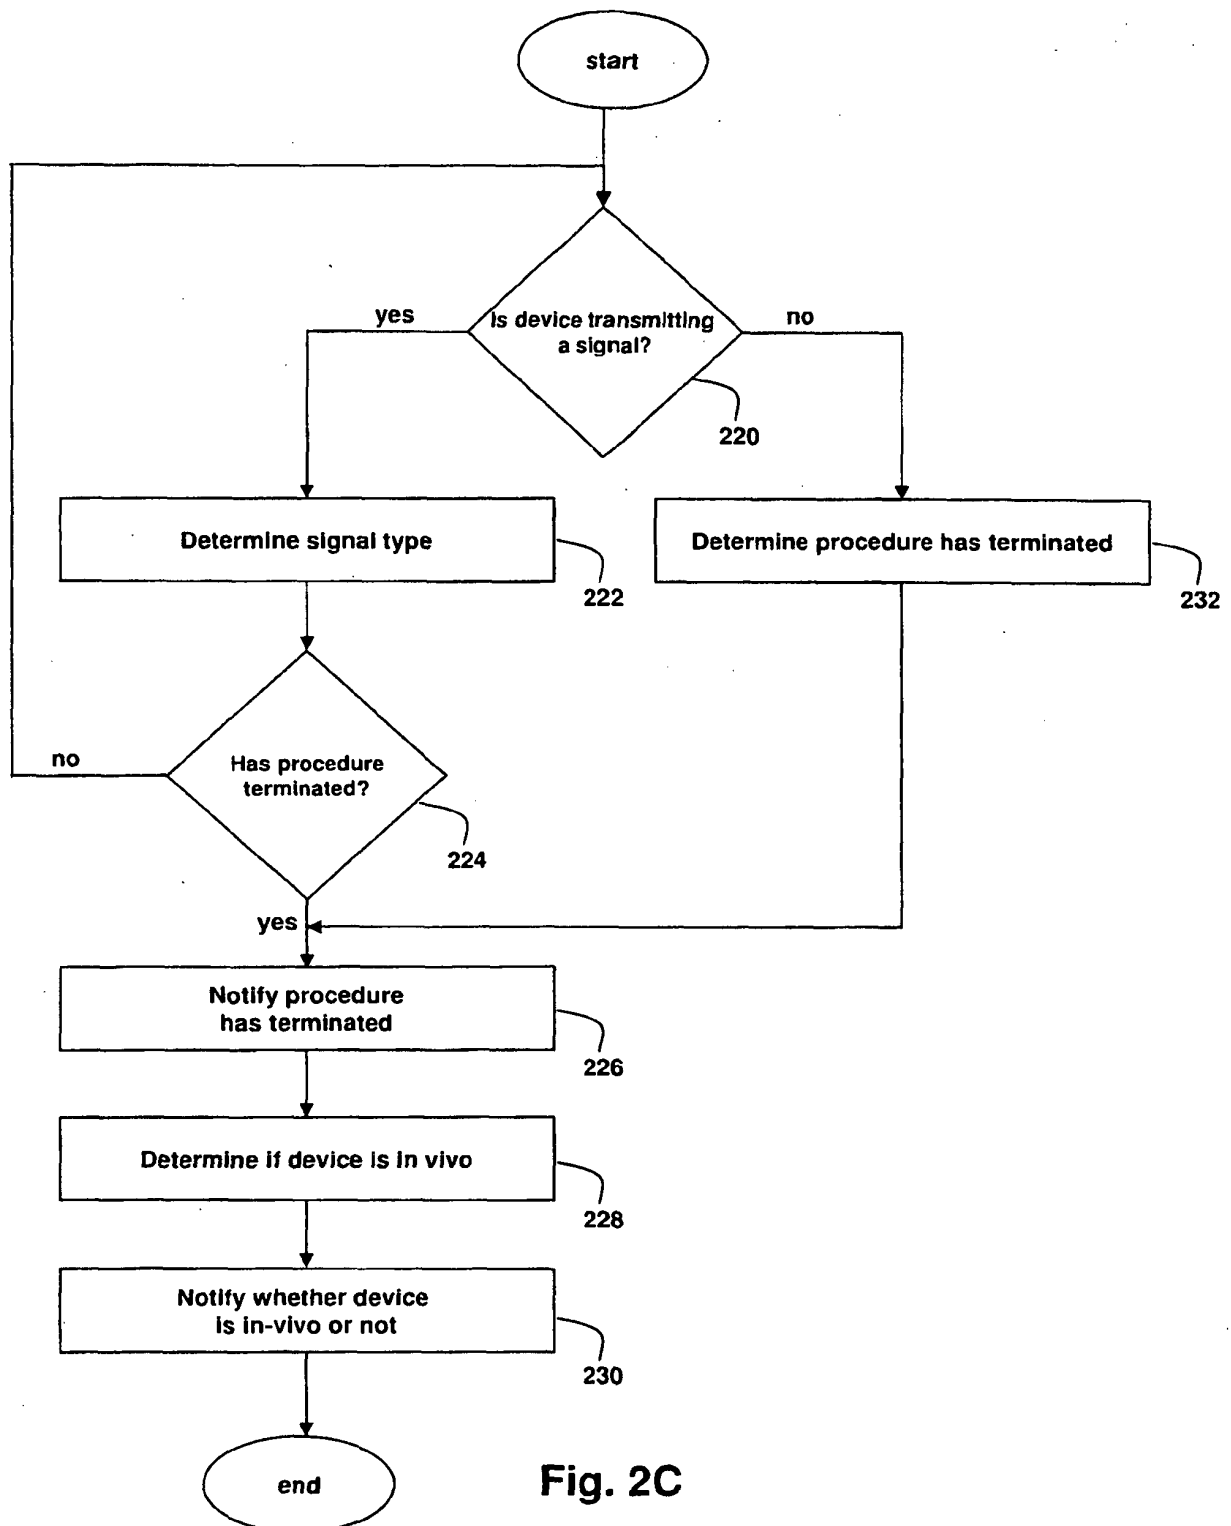 start
yes
Is device transmitting
a signal?
no
220
Determine signal type
222
Determine procedure has terminated
232
no
Has procedure
terminated?
224
yes
Notify procedure
has terminated
226
Determine if device is in vivo
228
Notify whether device
is in-vivo or not
230
end
Fig. 2C